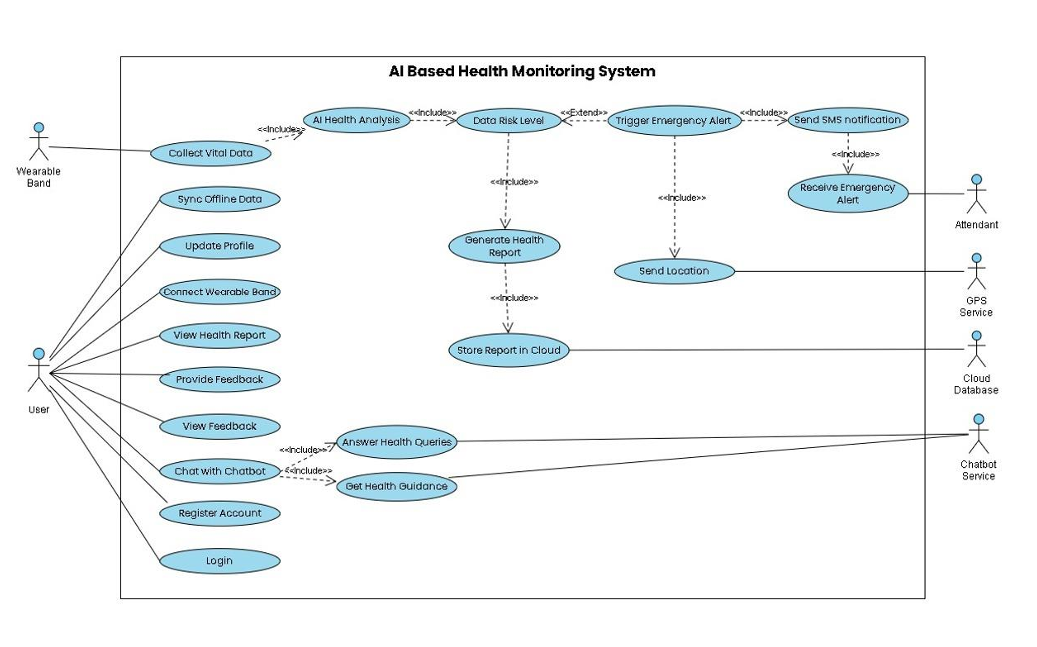 AI Based Health Monitoring System
Wearable
Band
Collect Vital Data
<<Include>>
AI Health Analysis
<<Include>>
Data Risk Level
<<Extend>>
Trigger Emergency Alert
<<Include>>
Send SMS notification
<<Include>>
Receive Emergency
Alert
Attendant
Sync Offline Data
Update Profile
<<Include>>
Generate Health
Report
<<Include>>
Send Location
GPS
Service
Connect Wearable Band
<<Include>>
View Health Report
Store Report in Cloud
Cloud
Database
User
Provide Feedback
View Feedback
Chat with Chatbot
<<Include>>
<<Include>>
Answer Health Queries
Get Health Guidance
Chatbot
Service
Register Account
Login